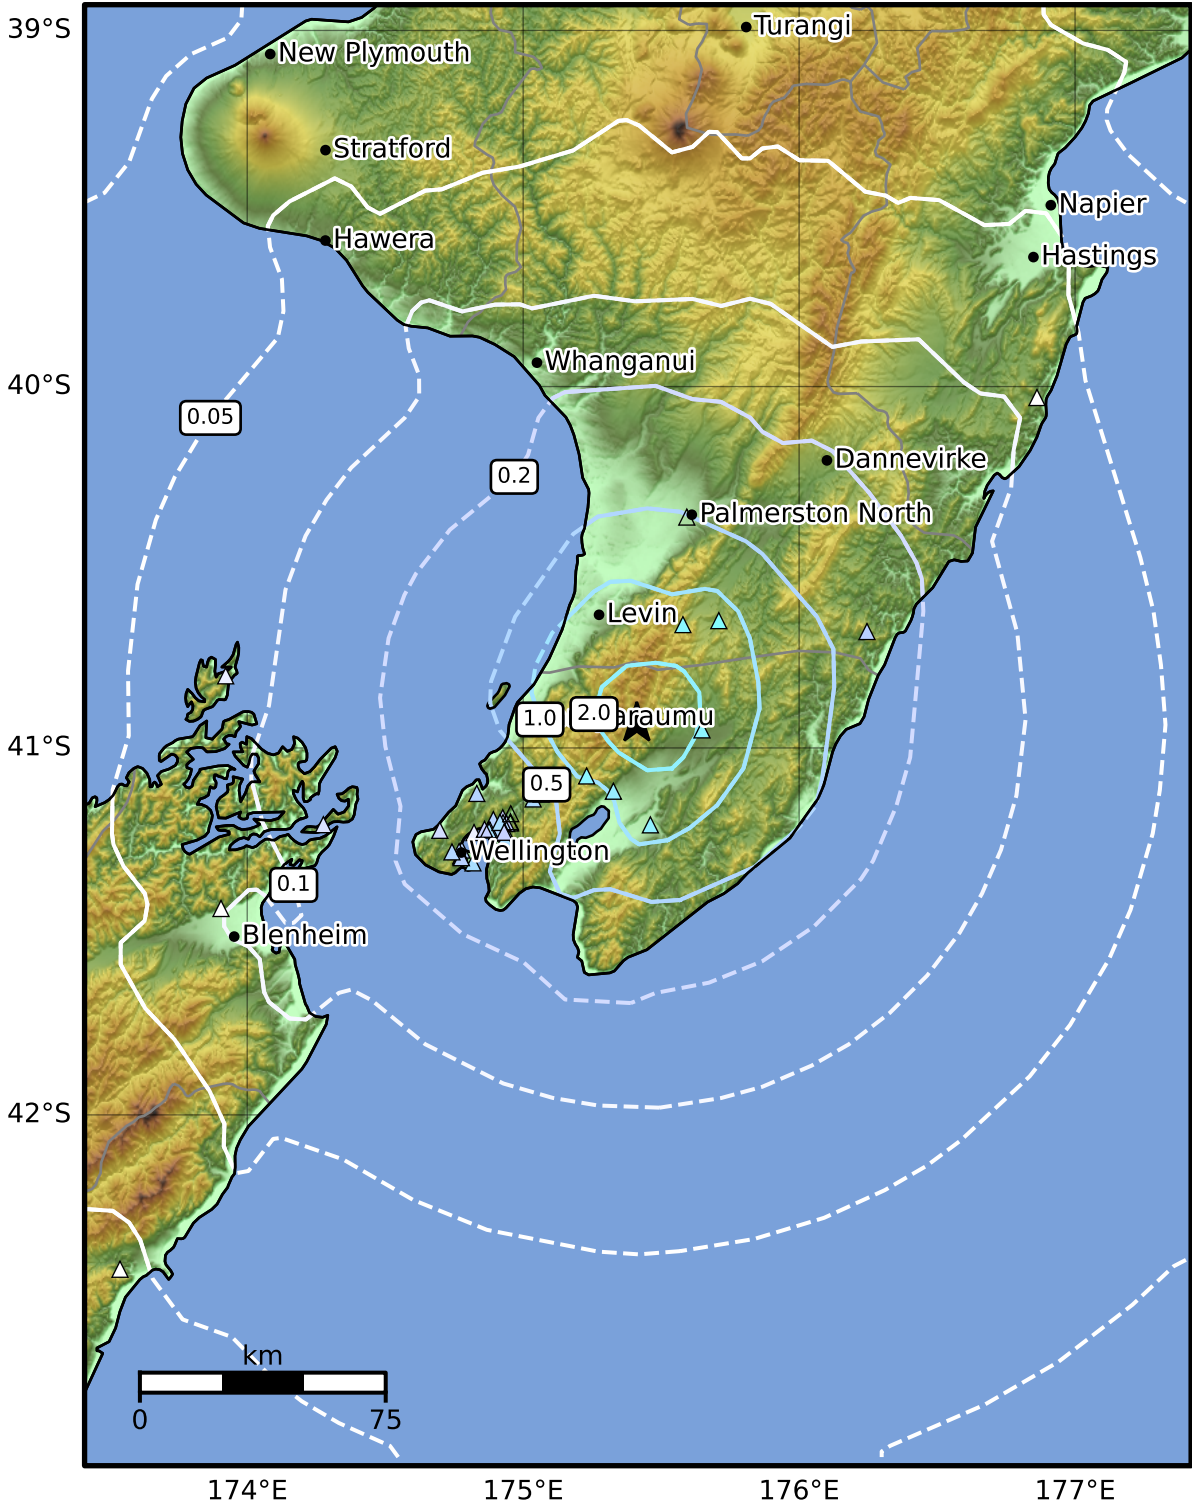 39°S
Turangi
New Plymouth
Stratford
Napier
Hawera
Hastings
Whanganui
40°S
0.05
Dannevirke
0.2
Palmerston North
Levin
1.0
2.0
araumu
41°S
0.5
Wellington
0.1
Blenheim
42°S
km
0
75
174°E
175°E
176°E
177°E